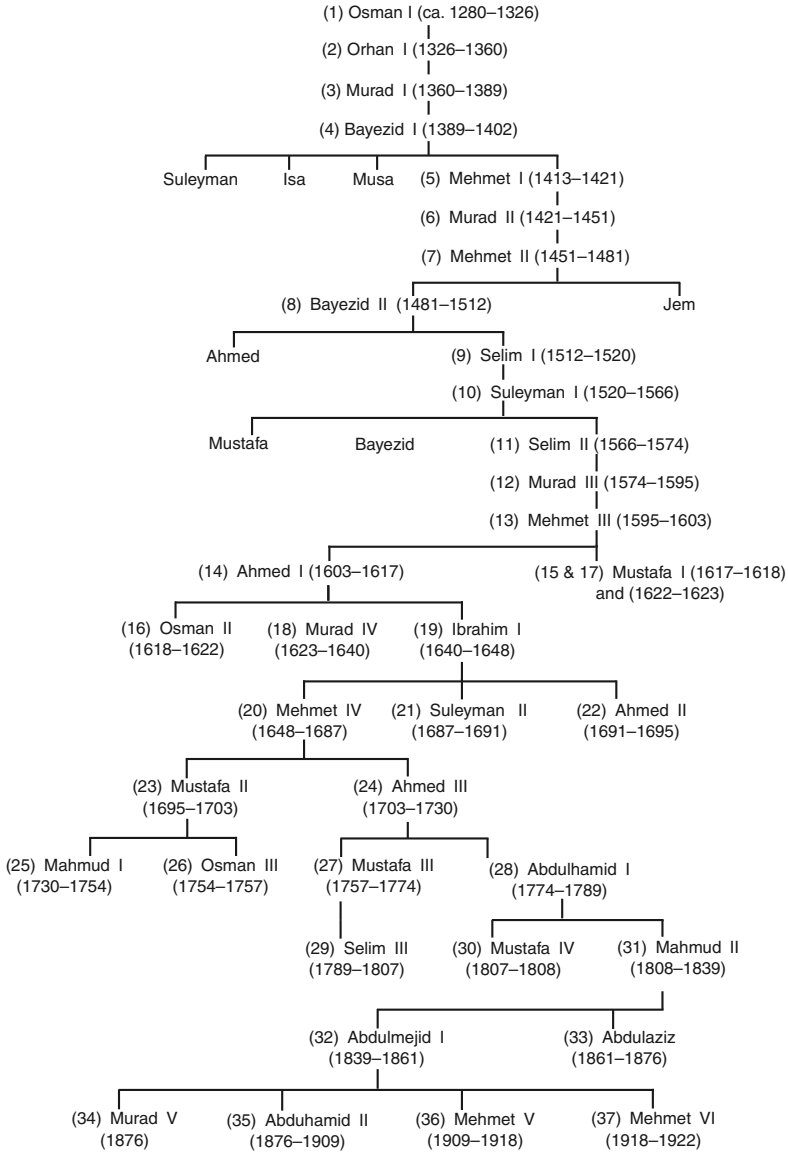 (1) Osman I (ca. 1280–1326)
(2) Orhan I (1326–1360)
(3) Murad I (1360–1389)
(4) Bayezid I (1389–1402)
Suleyman Isa Musa (5) Mehmet I (1413–1421)
(6) Murad II (1421–1451)
(7) Mehmet II (1451–1481)
(8) Bayezid II (1481–1512) Jem
Ahmed (9) Selim I (1512–1520)
(10) Suleyman I (1520–1566)
Mustafa Bayezid (11) Selim II (1566–1574)
(12) Murad III (1574–1595)
(13) Mehmet III (1595–1603)
(14) Ahmed I (1603–1617) (15 & 17) Mustafa I (1617–1618)
and (1622–1623)
(16) Osman II (18) Murad IV (19) Ibrahim I
(1618–1622) (1623–1640) (1640–1648)
(20) Mehmet IV (21) Suleyman II (22) Ahmed II
(1648–1687) (1687–1691) (1691–1695)
(23) Mustafa II (24) Ahmed III
(1695–1703) (1703–1730)
(25) Mahmud I (26) Osman III (27) Mustafa III (28) Abdulhamid I
(1730–1754) (1754–1757) (1757–1774) (1774–1789)
(29) Selim III (30) Mustafa IV (31) Mahmud II
(1789–1807) (1807–1808) (1808–1839)
(32) Abdulmejid I (33) Abdulaziz
(1839–1861) (1861–1876)
(34) Murad V (35) Abduhamid II (36) Mehmet V (37) Mehmet VI
(1876) (1876–1909) (1909–1918) (1918–1922)